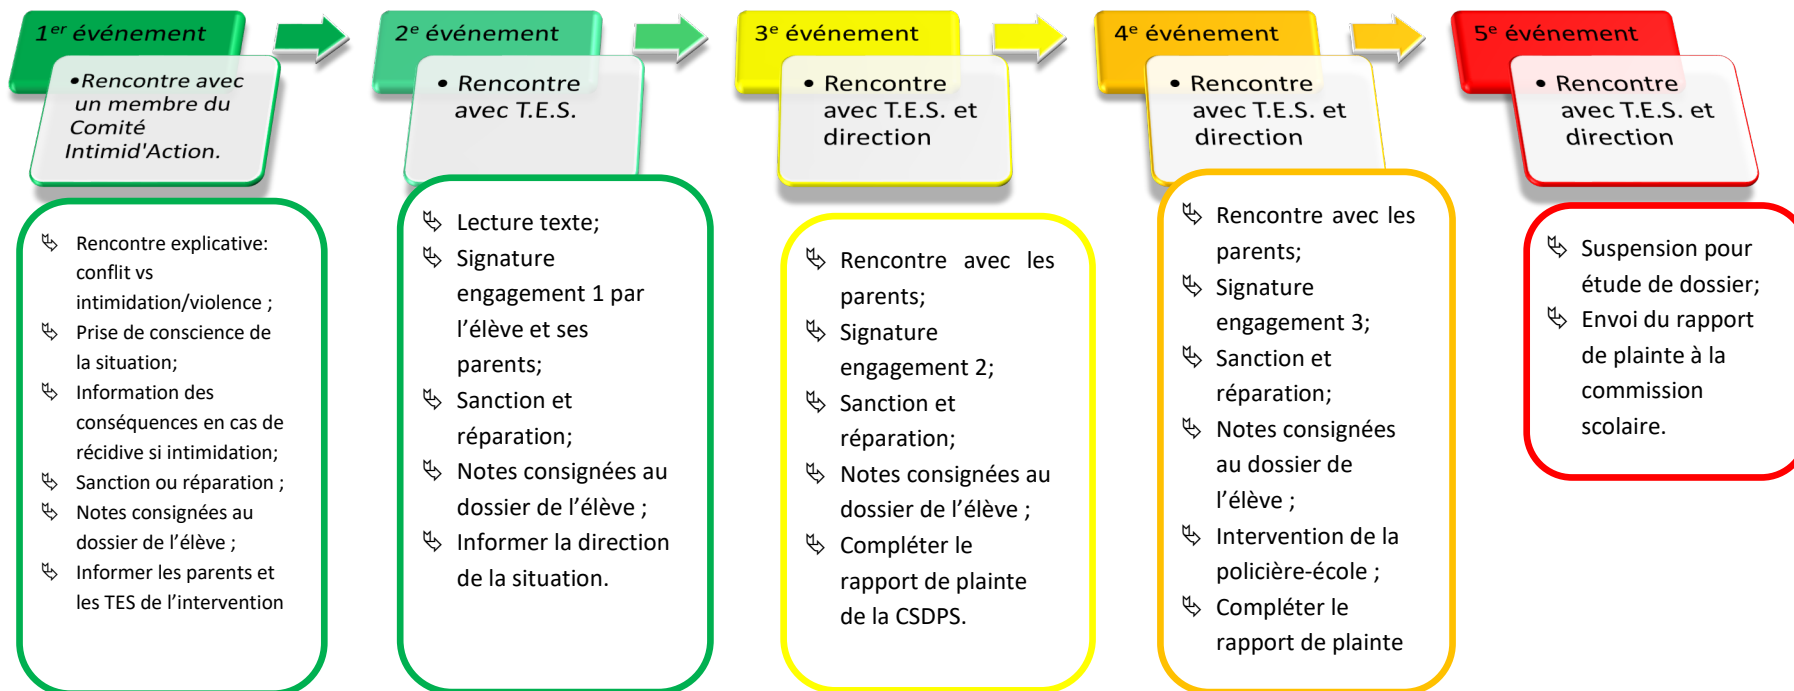 1er événement
•Rencontre avec
un membre du
Comité
Intimid'Action.
Rencontre explicative:
conflit vs
intimidation/violence ;
Prise de conscience de
la situation;
Information des
conséquences en cas de
récidive si intimidation;
Sanction ou réparation ;
Notes consignées au
dossier de l’élève ;
Informer les parents et
les TES de l’intervention
2e événement
• Rencontre
avec T.E.S.
Lecture texte;
Signature
engagement 1 par
l’élève et ses
parents;
Sanction et
réparation;
Notes consignées au
dossier de l’élève ;
Informer la direction
de la situation.
3e événement
• Rencontre
avec T.E.S. et
direction
Rencontre avec les
parents;
Signature
engagement 2;
Sanction et
réparation;
Notes consignées au
dossier de l’élève ;
Compléter le
rapport de plainte
de la CSDPS.
4e événement
• Rencontre
avec T.E.S. et
direction
Rencontre avec les
parents;
Signature
engagement 3;
Sanction et
réparation;
Notes consignées
au dossier de
l’élève ;
Intervention de la
policière-école ;
Compléter le
rapport de plainte
5e événement
• Rencontre
avec T.E.S. et
direction
Suspension pour
étude de dossier;
Envoi du rapport
de plainte à la
commission
scolaire.